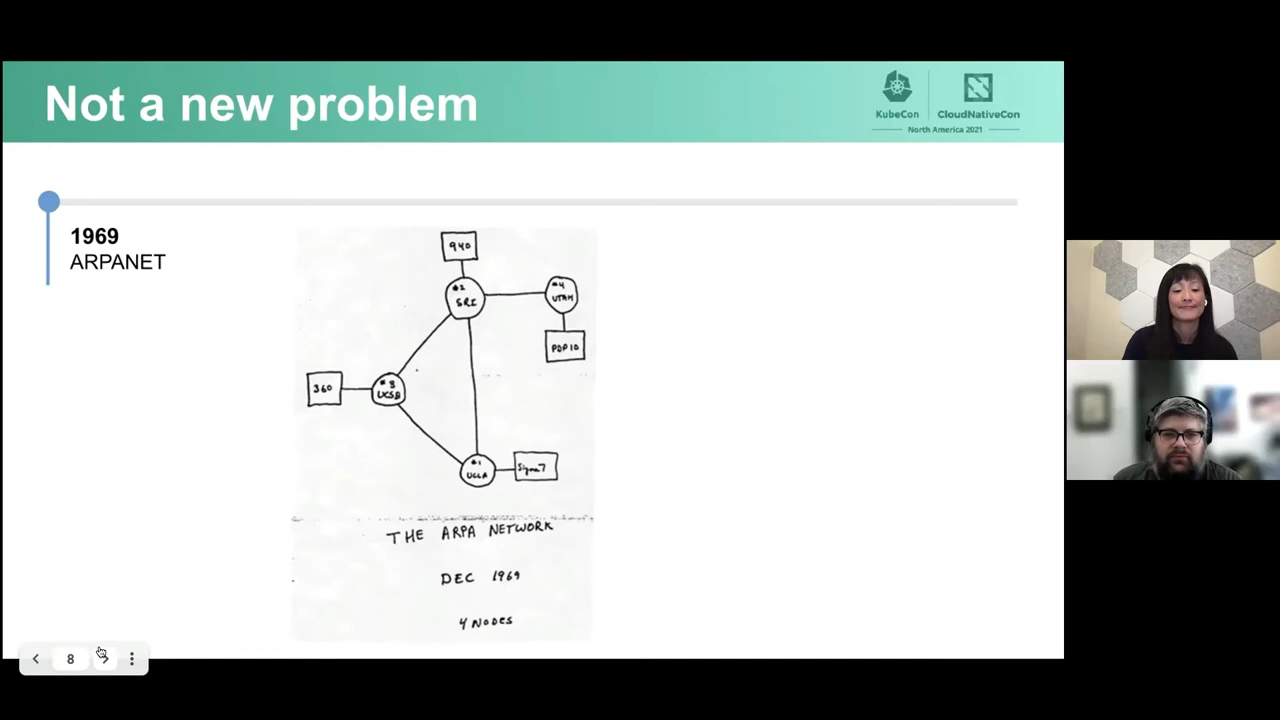 Not a new problem
KubeCon
CloudNativeCon
North America 2021
1969
ARPANET
940
#2
SRI
#4
UTAH
PDP 10
360
#3
UCSB
#1
UCLA
Sigma 7
THE ARPA NETWORK
DEC 1969
4 NODES
8